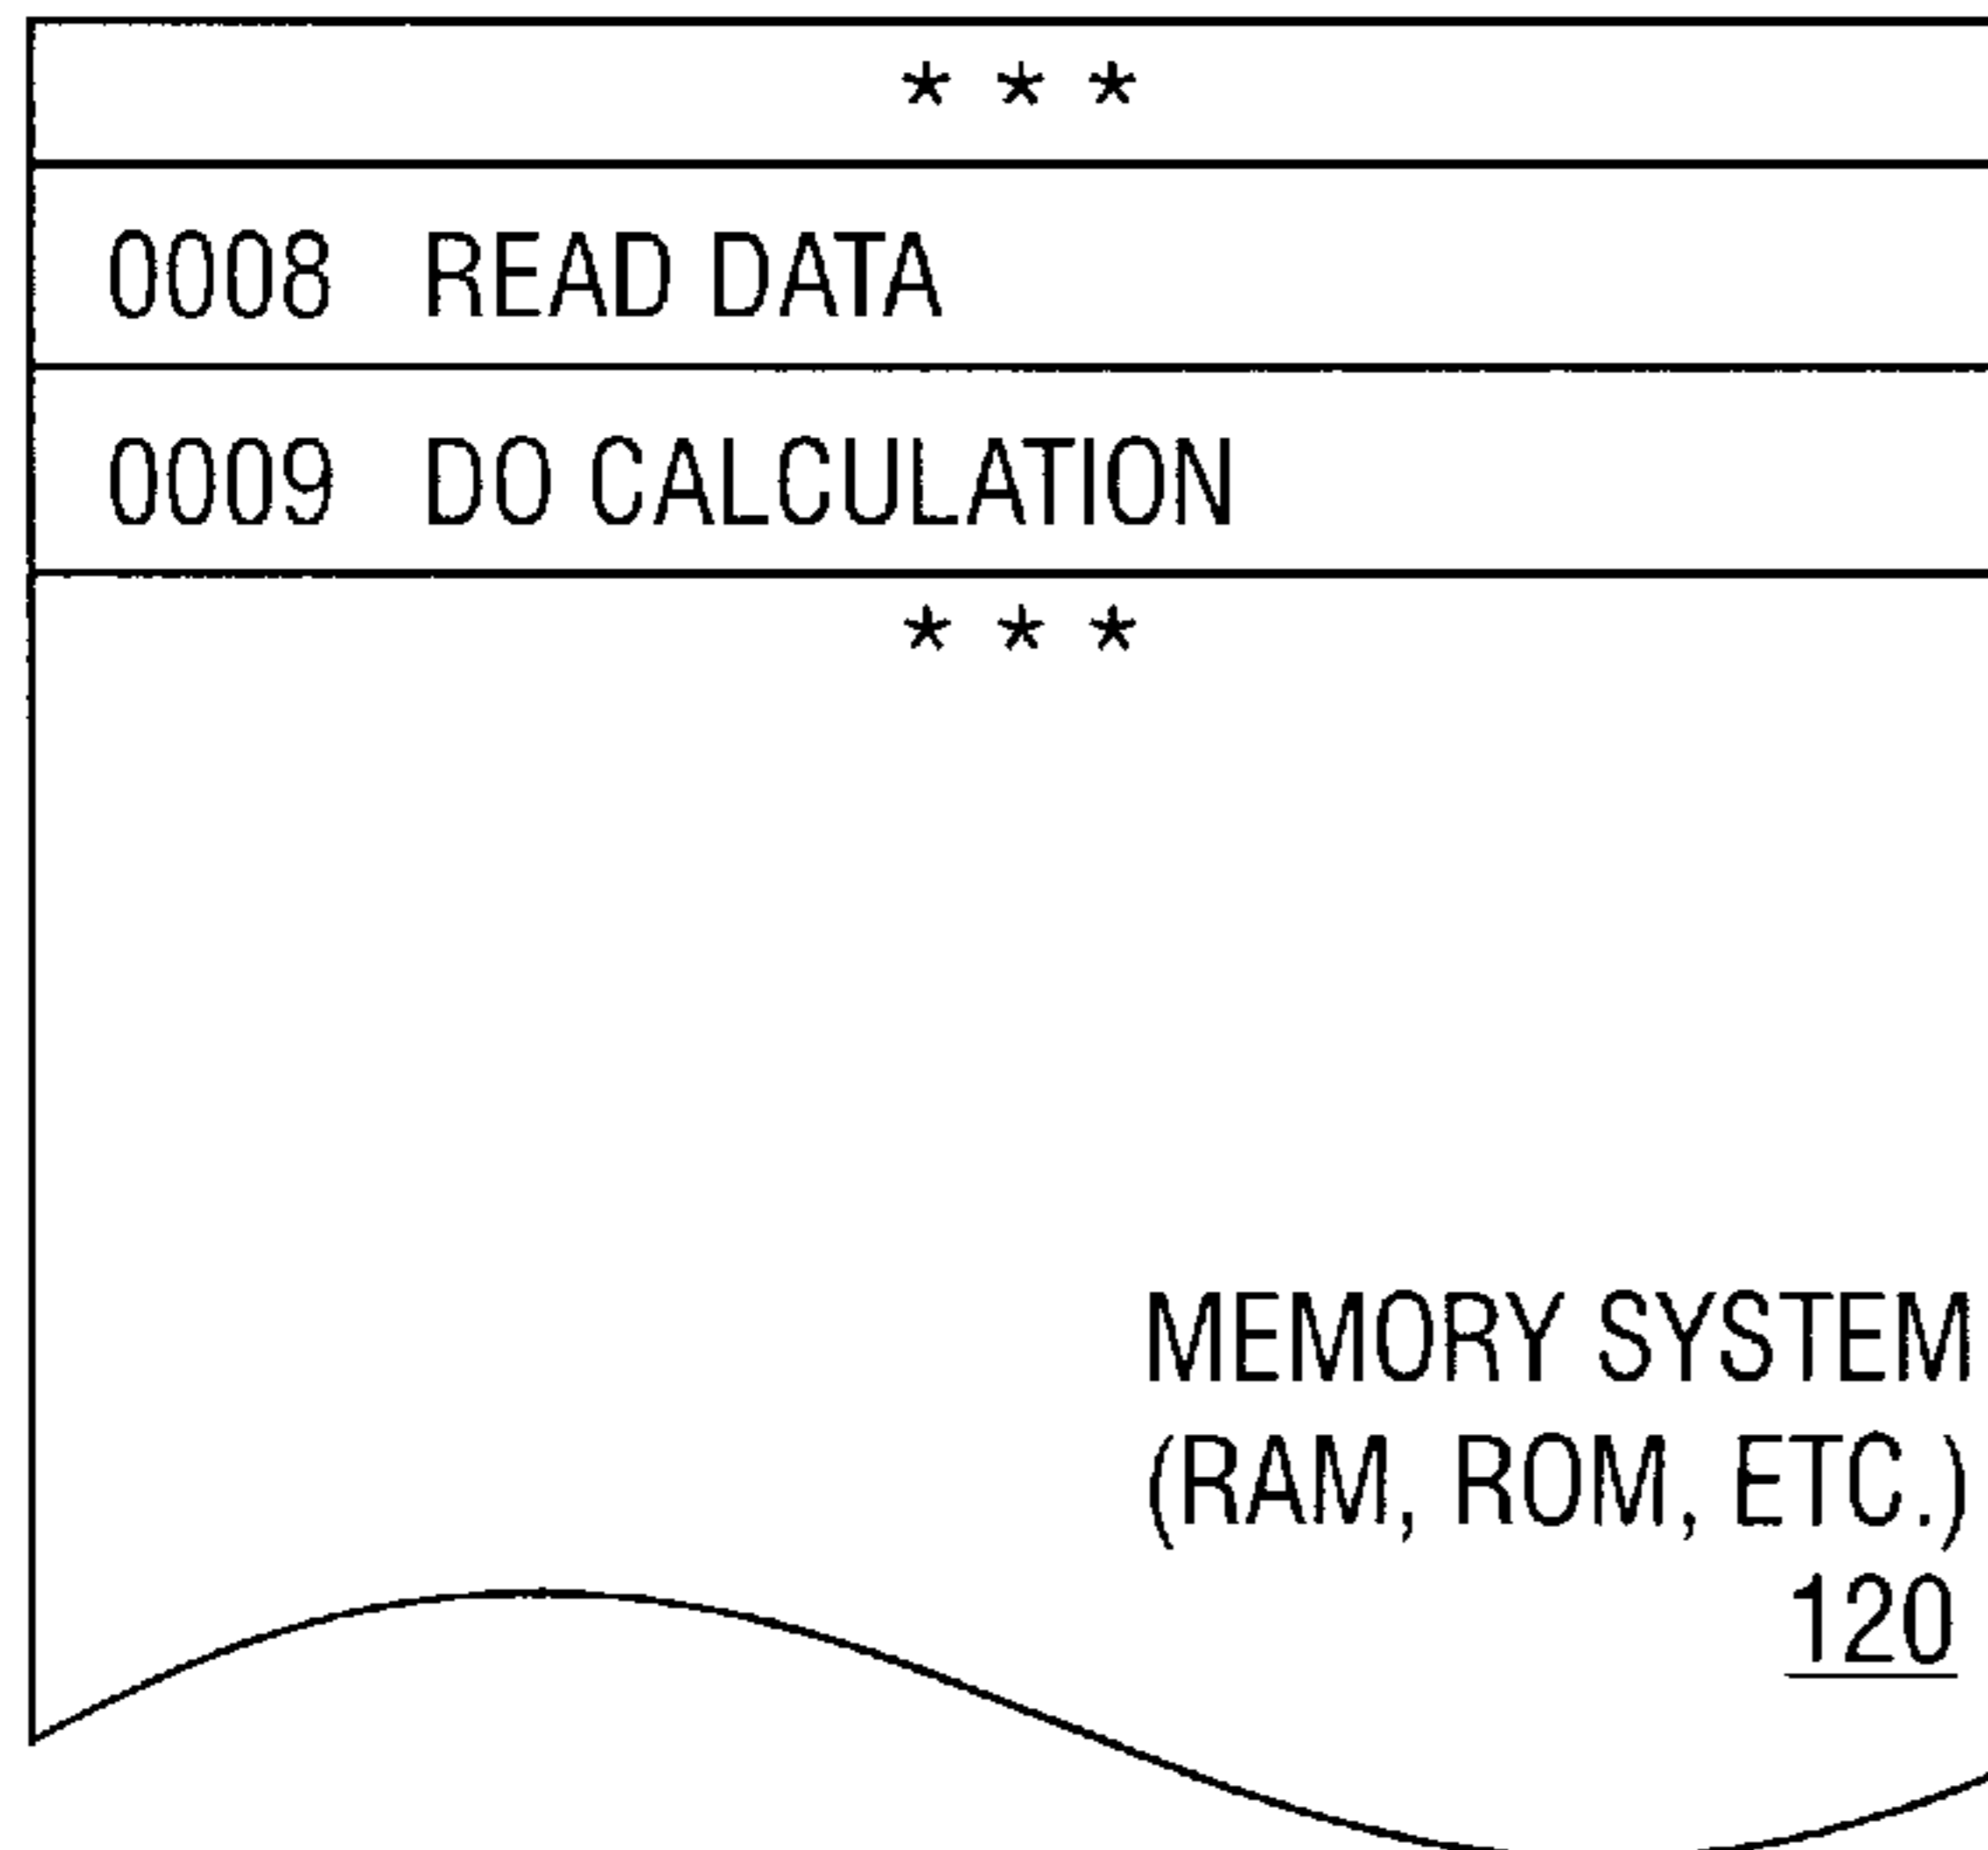 * * *
0008 READ DATA
0009 DO CALCULATION
* * *
MEMORY SYSTEM
(RAM, ROM, ETC.)
120